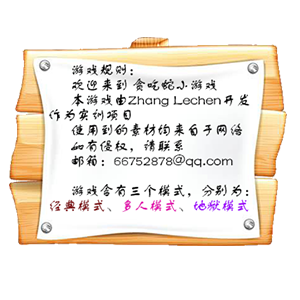 游戏规则：
欢迎来到 贪吃蛇小游戏
本游戏由Zhang Lechen开发
作为实训项目
使用到的素材均来自于网络
如有侵权，请联系
邮箱：66752878@qq.com
游戏含有三个模式，分别为：
经典模式、多人模式、地狱模式